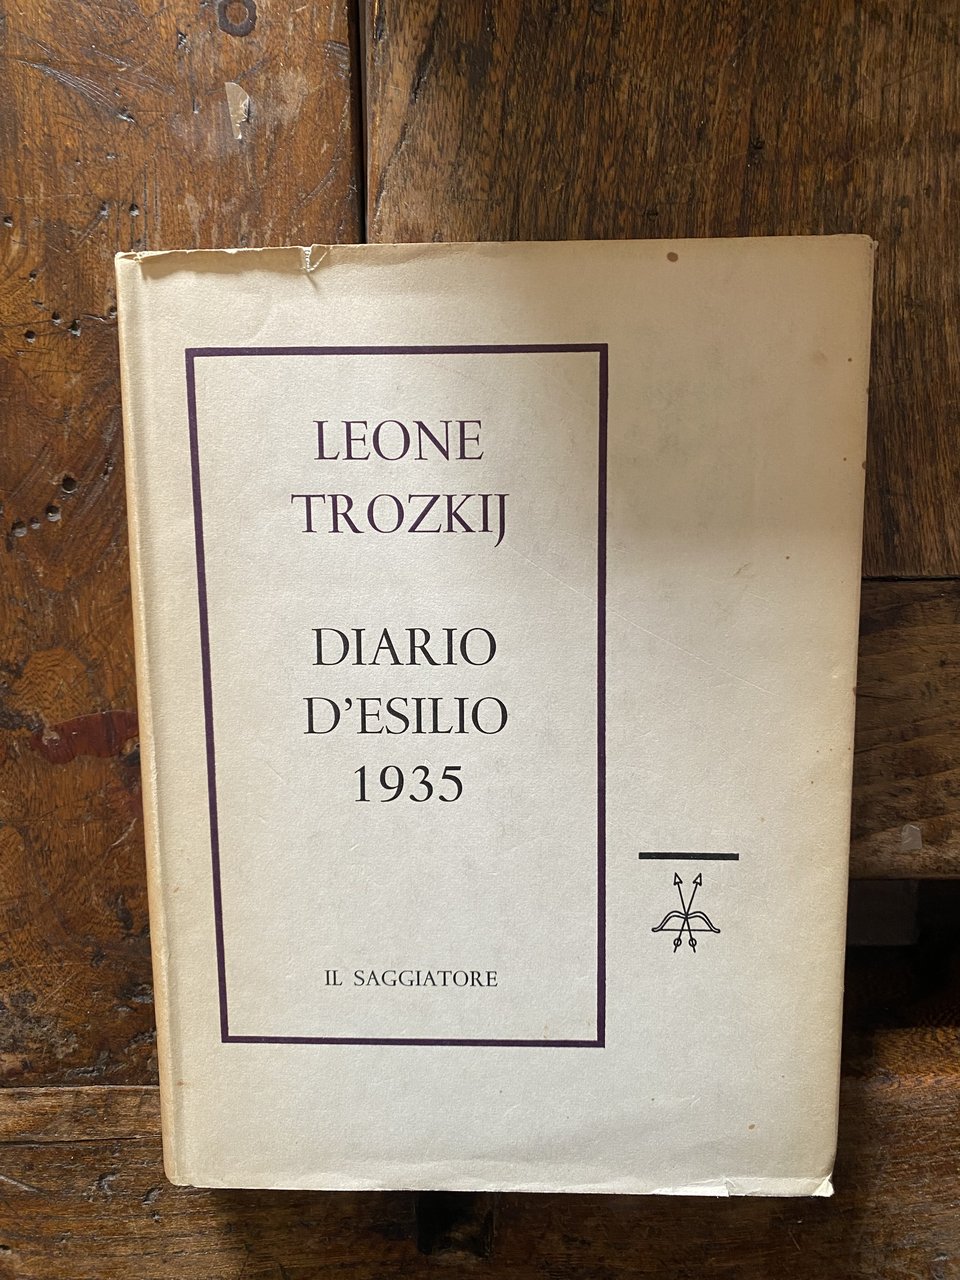 LEONE
TROZKIJ
DIARIO
D'ESILIO
1935
IL SAGGIATORE